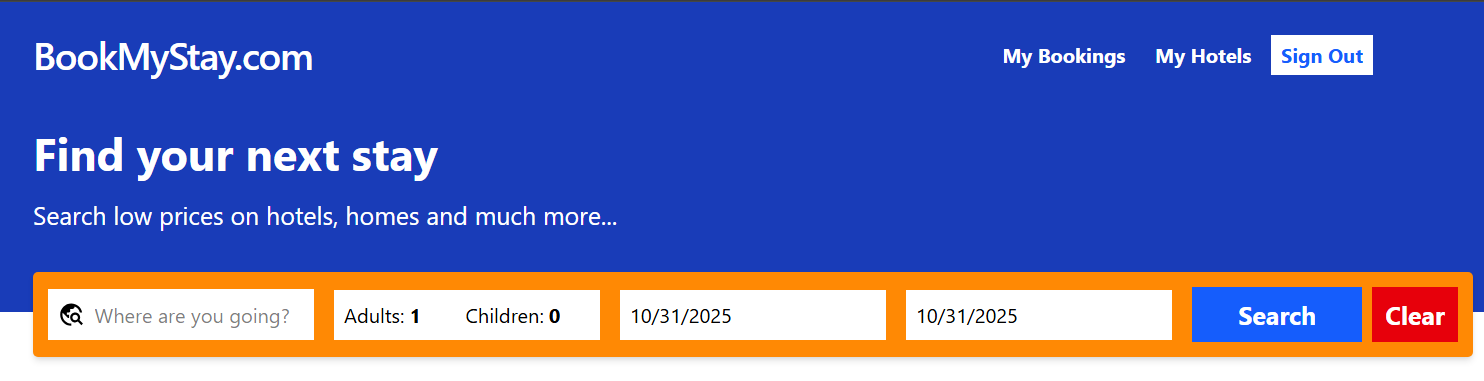 BookMyStay.com
My Bookings My Hotels Sign Out
Find your next stay
Search low prices on hotels, homes and much more...
Where are you going? Adults: 1 Children: 0 10/31/2025 10/31/2025 Search Clear